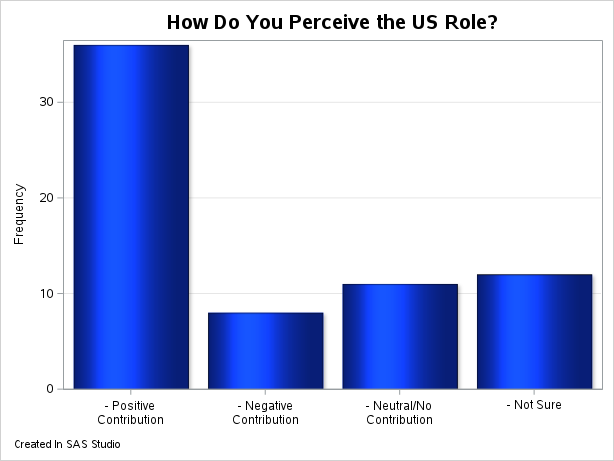 How Do You Perceive the US Role?
30
20
10
0
Frequency
- Positive
Contribution
- Negative
Contribution
- Neutral/No
Contribution
- Not Sure
Created In SAS Studio